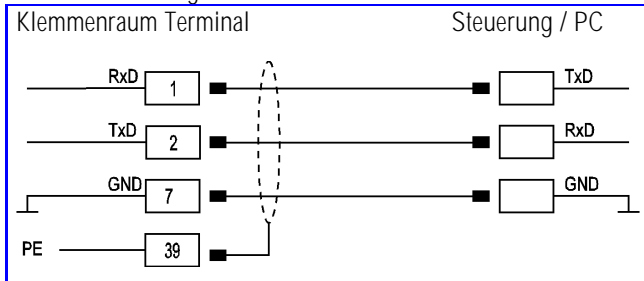 Klemmenraum Terminal Steuerung / PC
RxD 1 TxD
TxD 2 RxD
GND 7 GND
PE 39